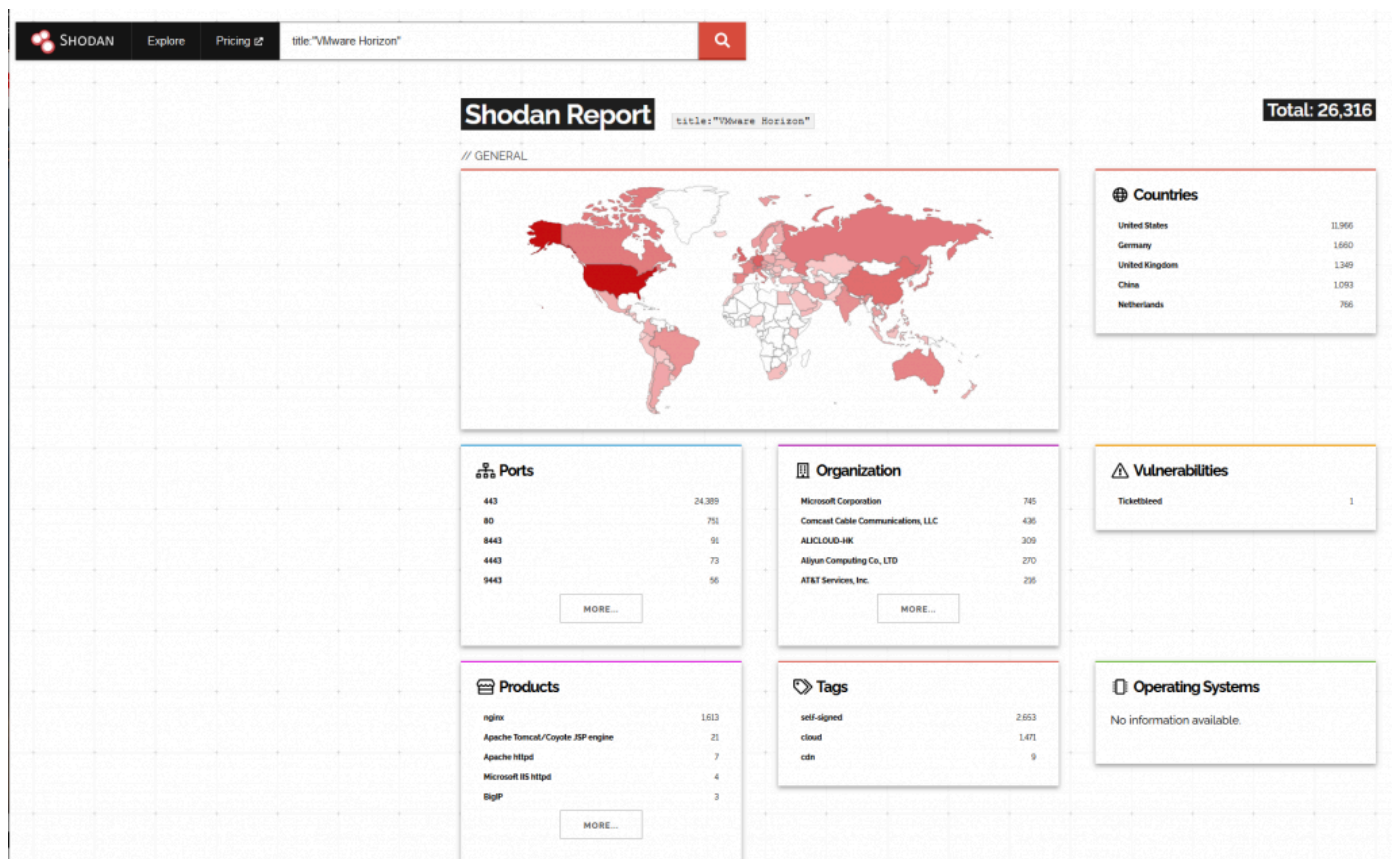 SHODAN Explore Pricing title:"VMware Horizon"
Shodan Report title:"VMware Horizon" Total: 26,316
// GENERAL
Countries
United States 11,966
Germany 1,660
United Kingdom 1,349
China 1,093
Netherlands 766
Ports
443 24,389
80 751
8443 91
4443 73
9443 56
MORE...
Organization
Microsoft Corporation 745
Comcast Cable Communications, LLC 436
ALICLOUD-HK 309
Aliyun Computing Co., LTD 270
AT&T Services, Inc. 216
MORE...
Vulnerabilities
Ticketbleed 1
Products
nginx 1,613
Apache Tomcat/Coyote JSP engine 21
Apache httpd 7
Microsoft IIS httpd 4
BigIP 3
MORE...
Tags
self-signed 2,653
cloud 1,471
cdn 9
Operating Systems
No information available.